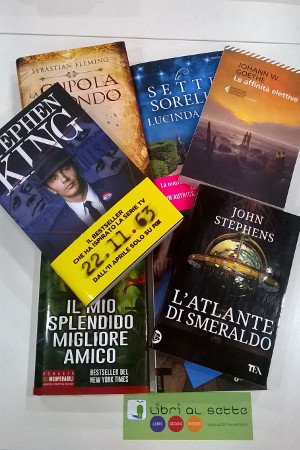 SEBASTIAN FLEMING
LA CUPOLA
MONDO
le
SETTE
SORELLE
LUCINDA
JOHANN W.
GOETHE
Le affinità elettive
STEPHEN
KING
IL BESTSELLER
CHE HA ISPIRATO LA SERIE TV
22.11.63
DALL'11 APRILE SOLO SU FOX
JOHN
STEPHENS
L'ATLANTE
DI SMERALDO
TEA
IL MIO
SPLENDIDO
MIGLIORE
AMICO
BESTSELLER DEL
NEW YORK TIMES
libri al sette